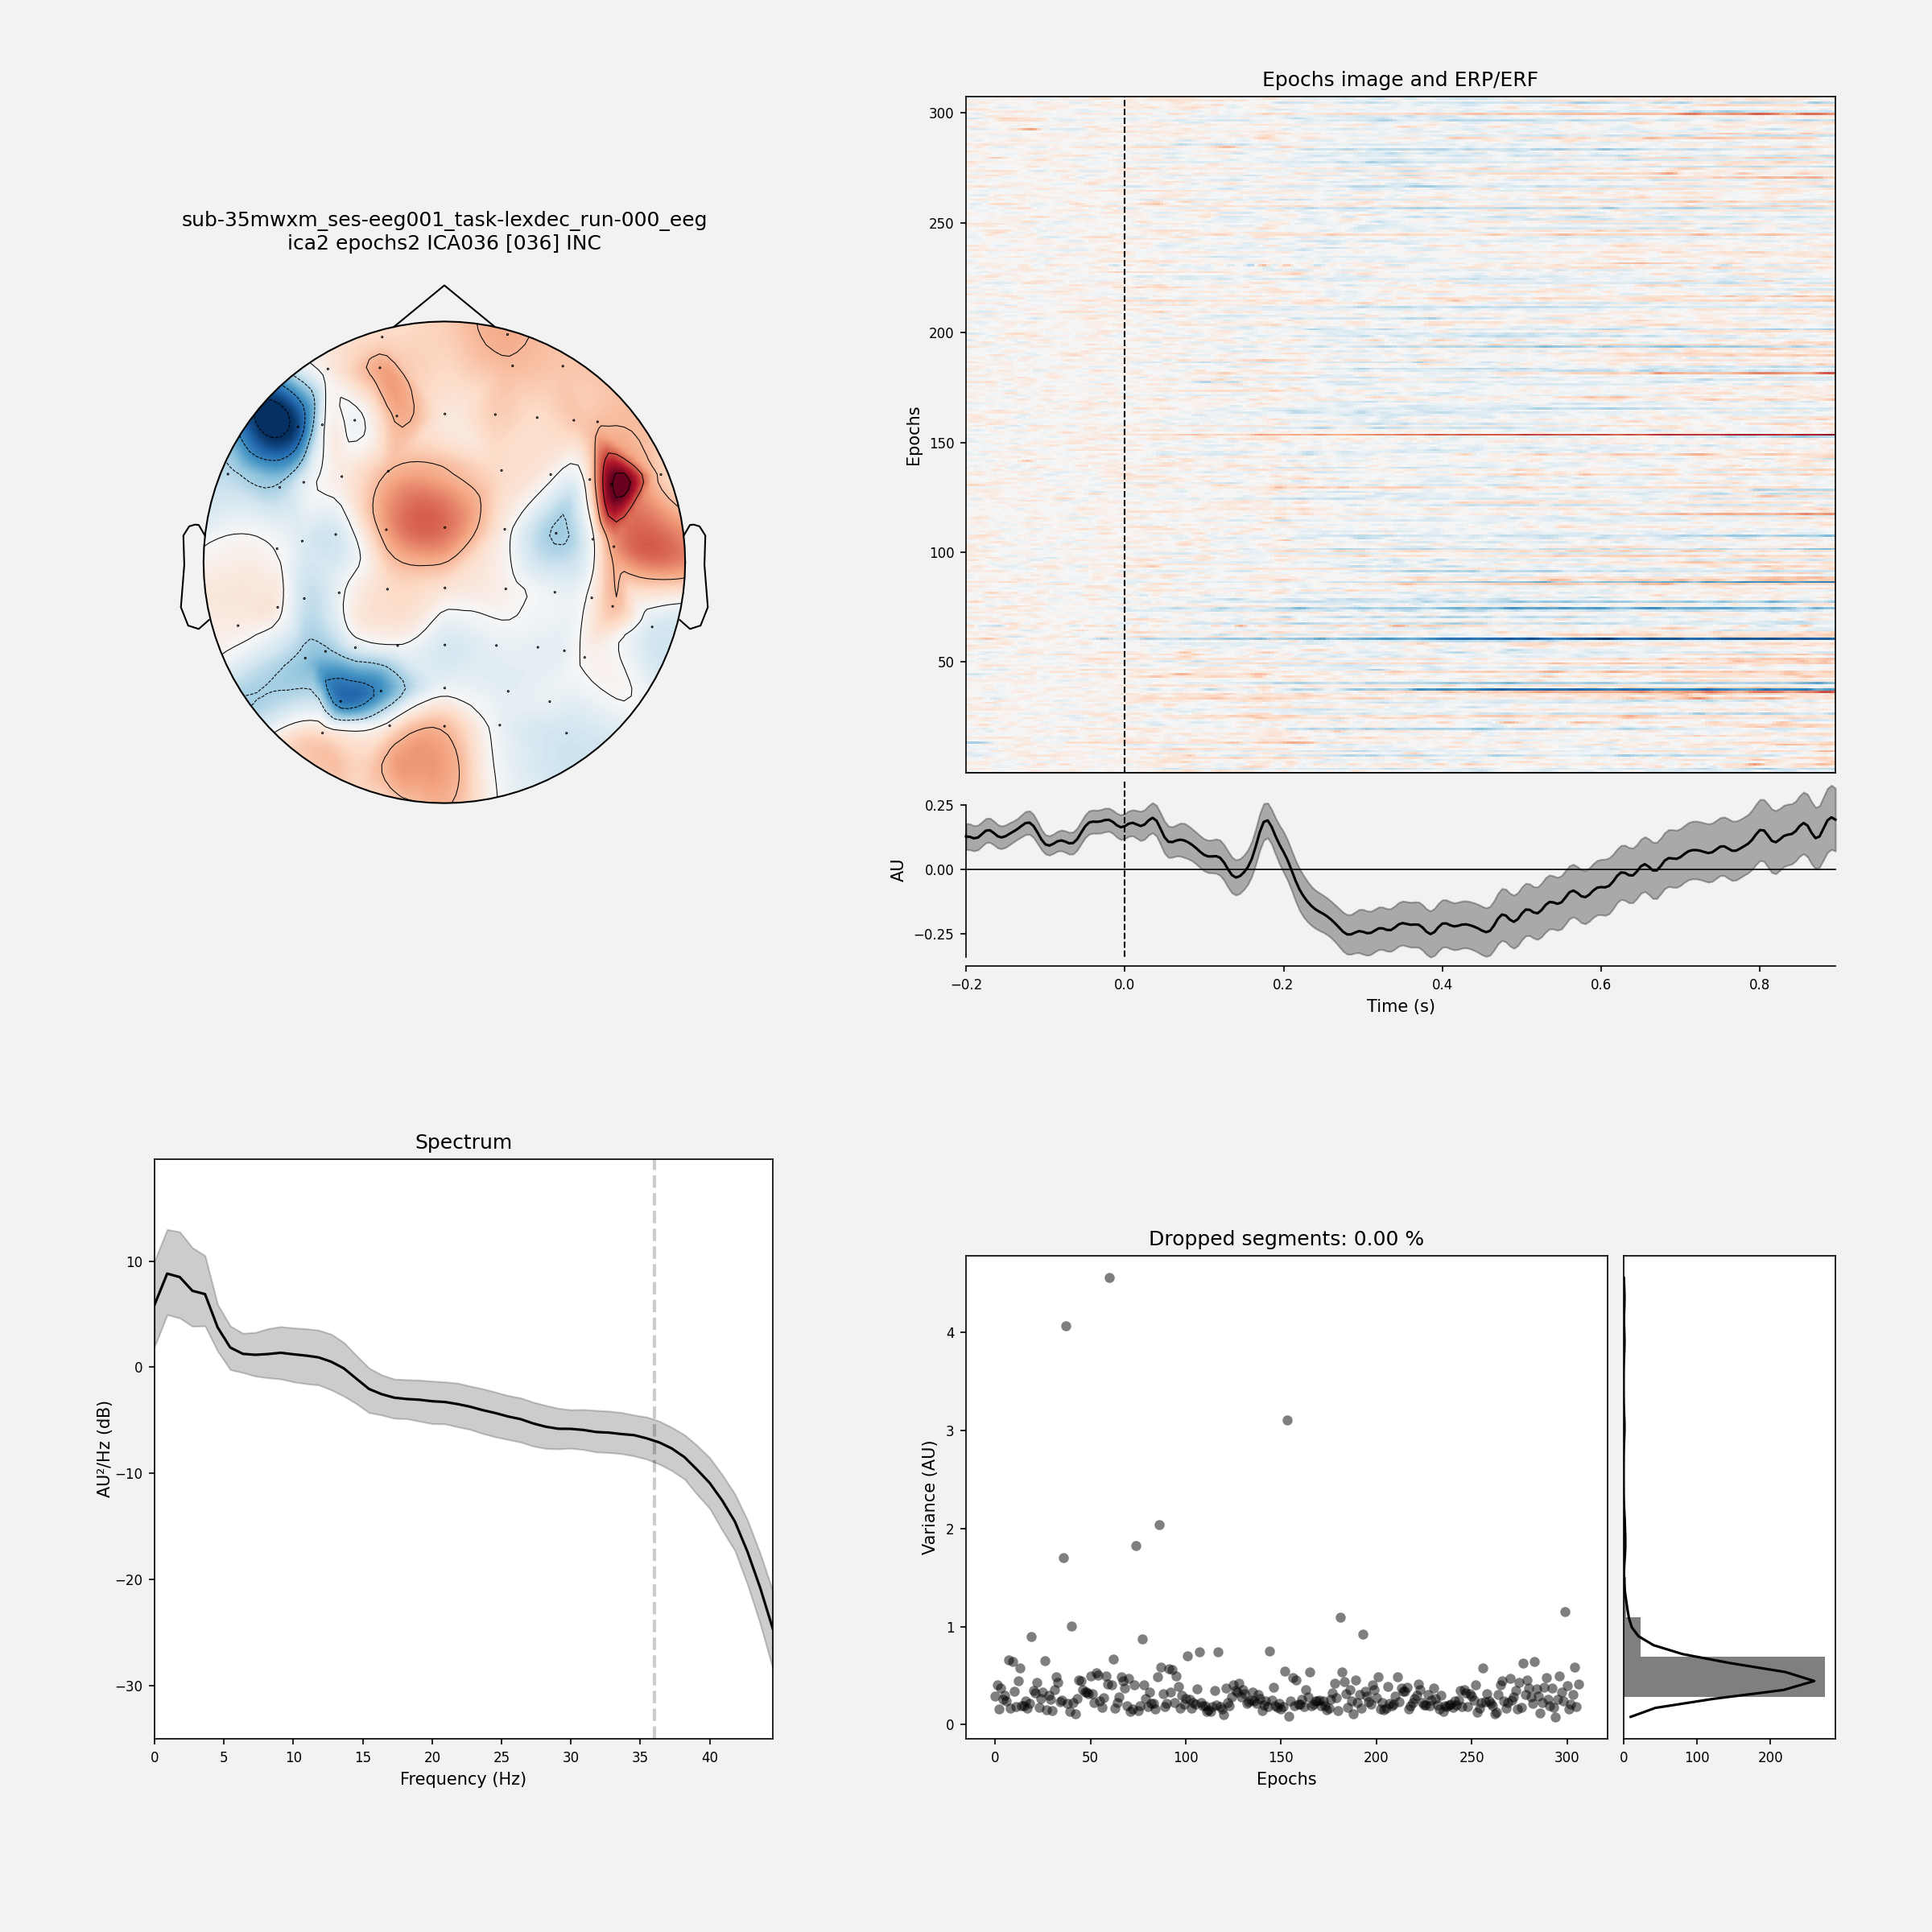 sub-35mwxm_ses-eeg001_task-lexdec_run-000_eeg
ica2 epochs2 ICA036 [036] INC
Epochs image and ERP/ERF
300
250
200
150
100
50
Epochs
0.25
0.00
−0.25
AU
−0.2 0.0 0.2 0.4 0.6 0.8
Time (s)
Spectrum
10
0
−10
−20
−30
AU²/Hz (dB)
0 5 10 15 20 25 30 35 40
Frequency (Hz)
Dropped segments: 0.00 %
4
3
2
1
0
Variance (AU)
0 50 100 150 200 250 300
Epochs
0 100 200